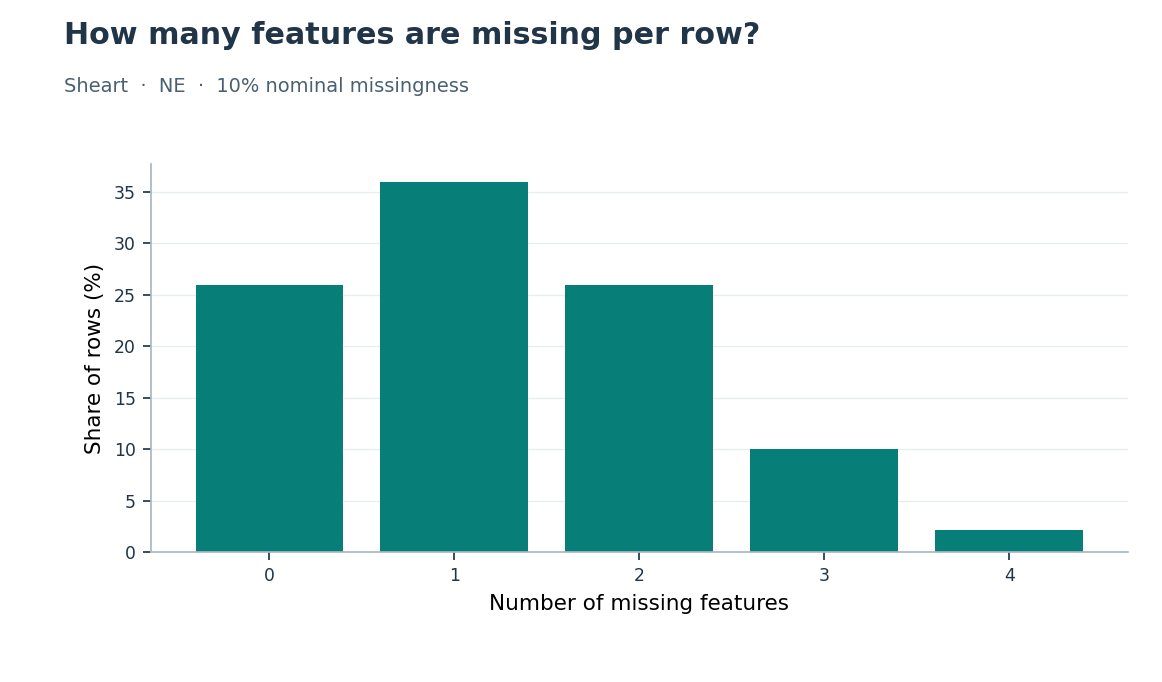 How many features are missing per row?
Sheart · NE · 10% nominal missingness
Share of rows (%)
35
30
25
20
15
10
5
0
0 1 2 3 4
Number of missing features